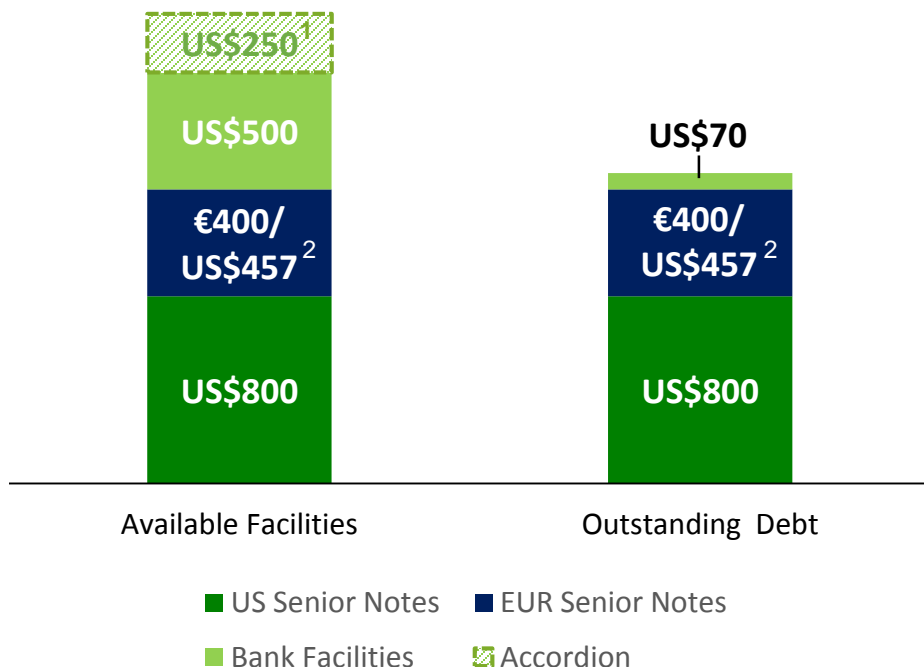 US$250¹
US$500
US$70
€400/
US$457²
€400/
US$457²
US$800
US$800
Available Facilities
Outstanding Debt
US Senior Notes
EUR Senior Notes
Bank Facilities
Accordion